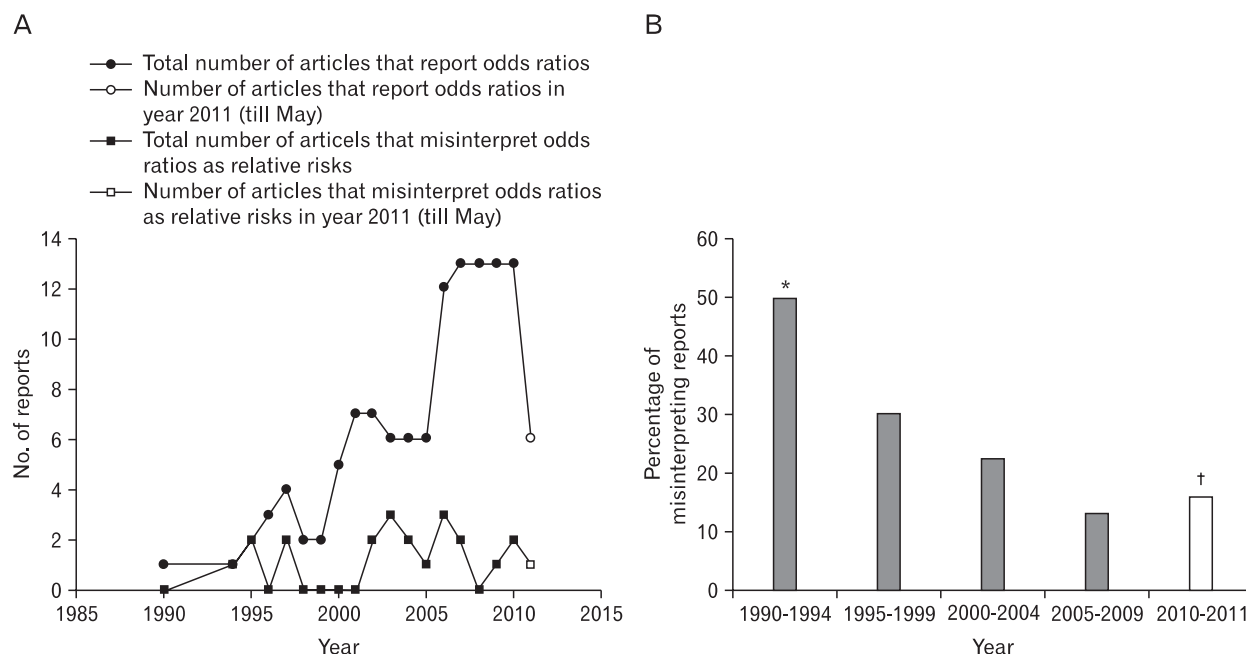 A
Total number of articles that report odds ratios
Number of articles that report odds ratios in
year 2011 (till May)
Total number of articels that misinterpret odds
ratios as relative risks
Number of articles that misinterpret odds ratios
as relative risks in year 2011 (till May)
14
12
10
8
6
4
2
0
No. of reports
1985 1990 1995 2000 2005 2010 2015
Year
B
60
50
40
30
20
10
0
Percentage of
misinterpreting reports
*
†
1990-1994 1995-1999 2000-2004 2005-2009 2010-2011
Year